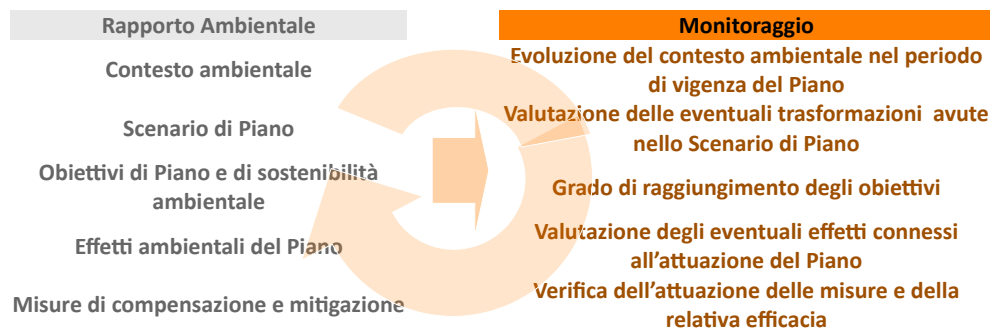 Rapporto Ambientale
Monitoraggio
Contesto ambientale
Evoluzione del contesto ambientale nel periodo
di vigenza del Piano
Scenario di Piano
Valutazione delle eventuali trasformazioni avute
nello Scenario di Piano
Obiettivi di Piano e di sostenibilità
ambientale
Grado di raggiungimento degli obiettivi
Effetti ambientali del Piano
Valutazione degli eventuali effetti connessi
all’attuazione del Piano
Misure di compensazione e mitigazione
Verifica dell’attuazione delle misure e della
relativa efficacia